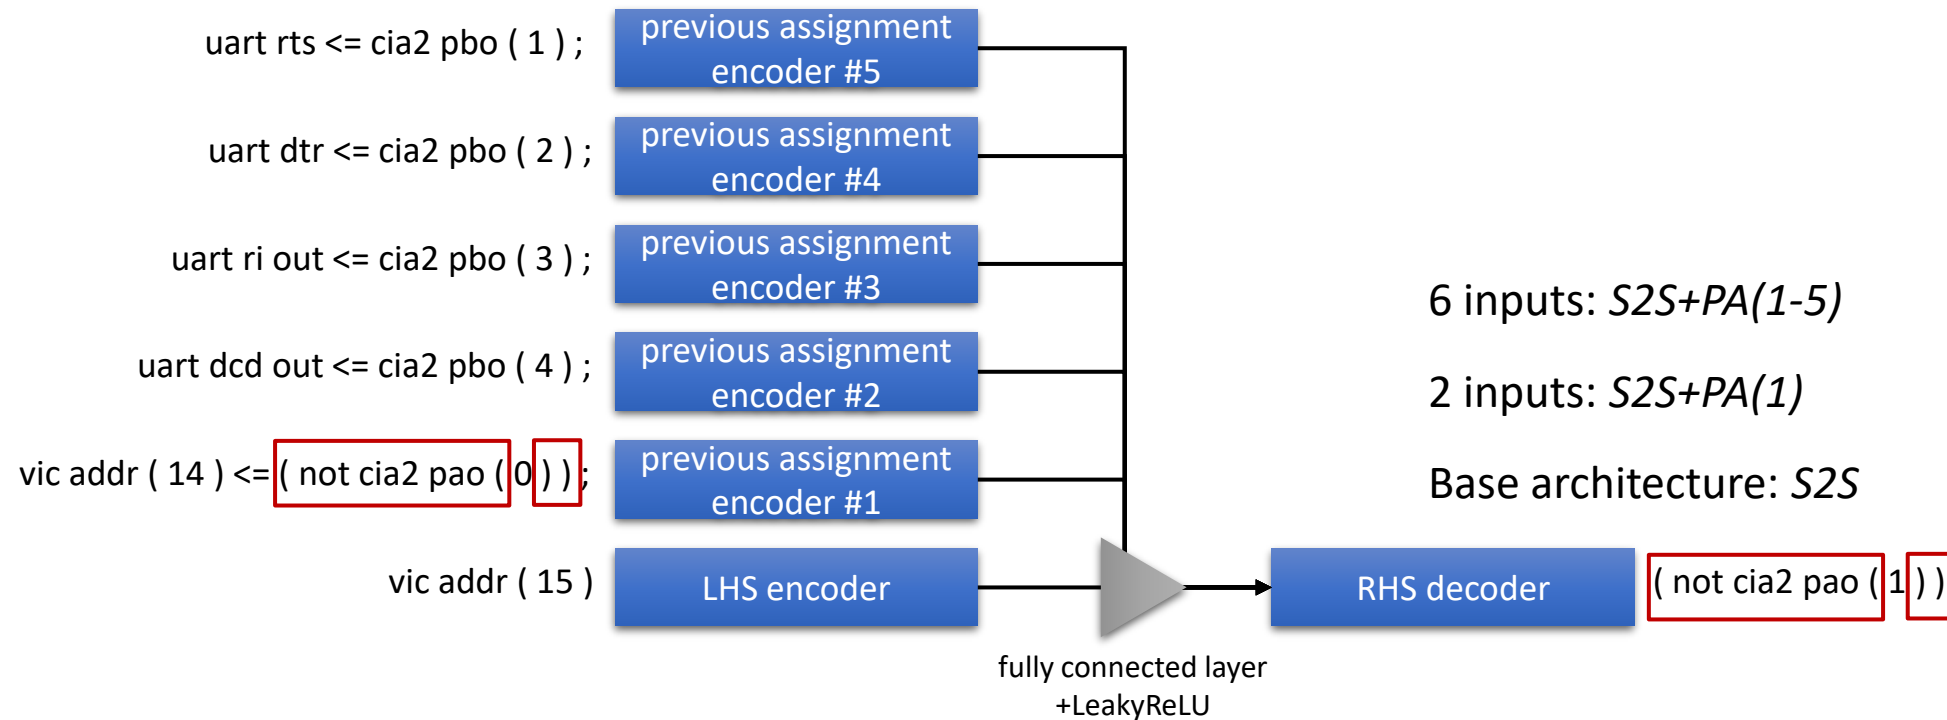 uart rts <= cia2 pbo ( 1 ) ;
previous assignment
encoder #5
uart dtr <= cia2 pbo ( 2 ) ;
previous assignment
encoder #4
uart ri out <= cia2 pbo ( 3 ) ;
previous assignment
encoder #3
uart dcd out <= cia2 pbo ( 4 ) ;
previous assignment
encoder #2
vic addr ( 14 ) <= ( not cia2 pao ( 0 ) ) ;
previous assignment
encoder #1
vic addr ( 15 )
LHS encoder
fully connected layer
+LeakyReLU
RHS decoder
( not cia2 pao ( 1 ) )
6 inputs: S2S+PA(1-5)
2 inputs: S2S+PA(1)
Base architecture: S2S